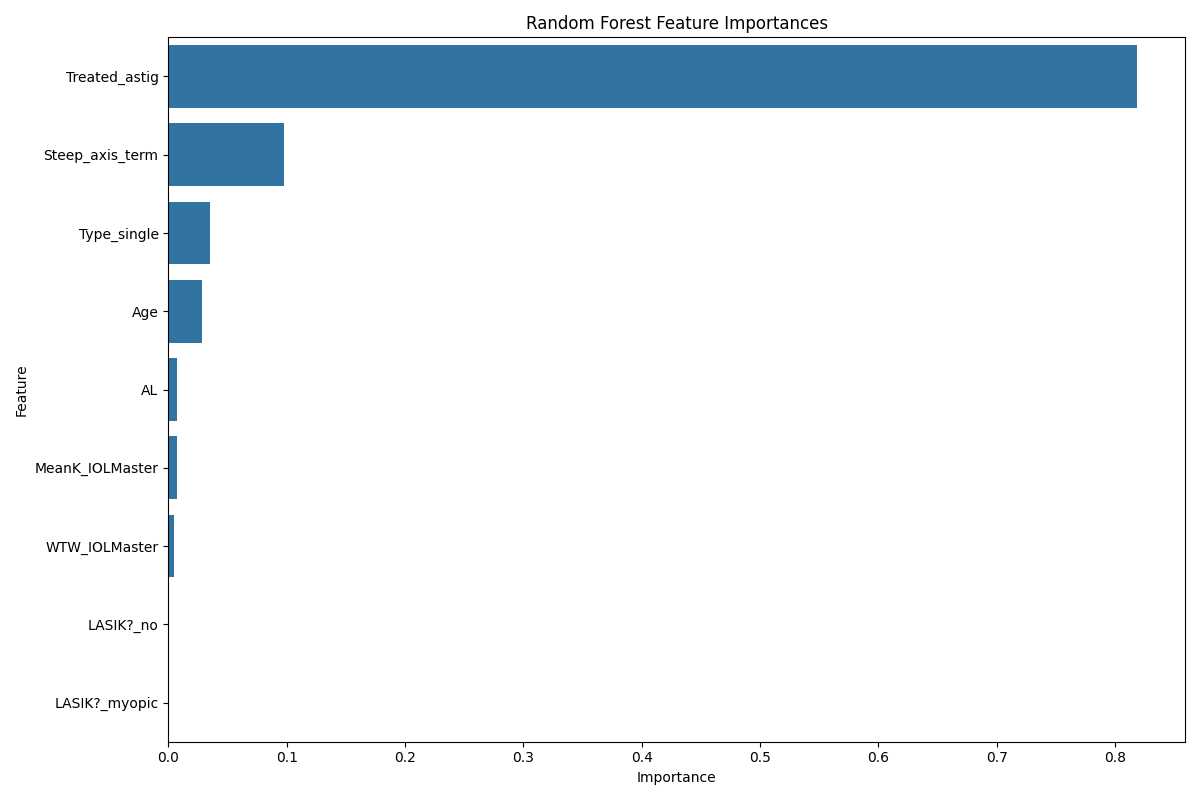 Random Forest Feature Importances
Feature
Treated_astig
Steep_axis_term
Type_single
Age
AL
MeanK_IOLMaster
WTW_IOLMaster
LASIK?_no
LASIK?_myopic
0.0 0.1 0.2 0.3 0.4 0.5 0.6 0.7 0.8
Importance